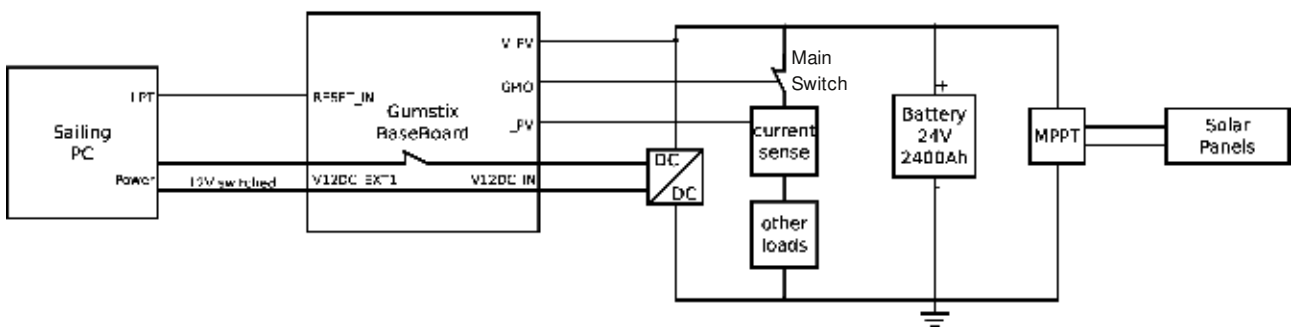 Sailing
PC
LPT
Power
12V switched
RESET_IN
Gumstix
BaseBoard
V_PV
GPIO
_PV
V12DC_EXT1
V12DC_IN
DC
DC
Main
Switch
current
sense
other
loads
+
Battery
24V
2400Ah
-
MPPT
Solar
Panels